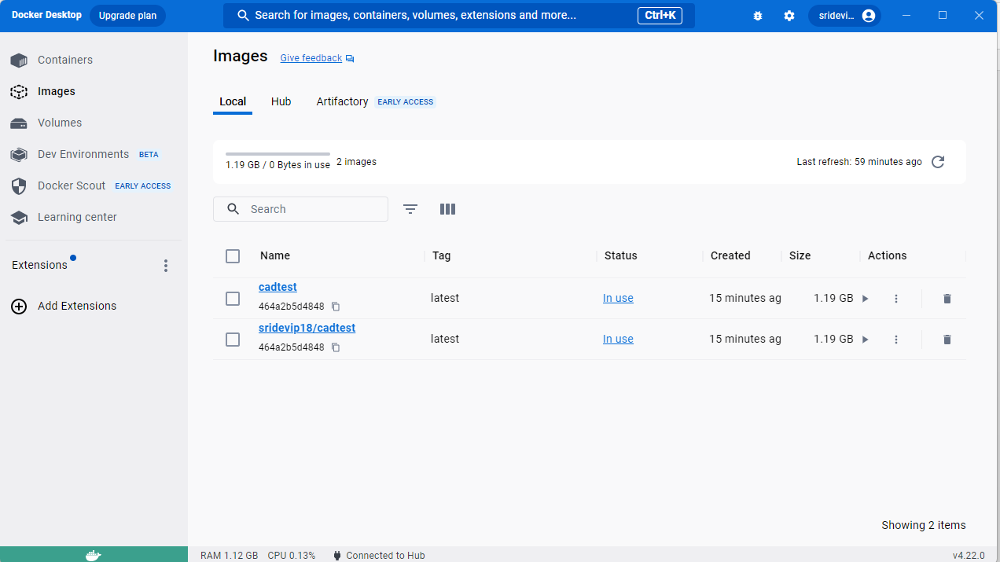 Docker Desktop Upgrade plan Search for images, containers, volumes, extensions and more... Ctrl+K sridevi...
Containers
Images
Volumes
Dev Environments BETA
Docker Scout EARLY ACCESS
Learning center
Extensions
Add Extensions
Images Give feedback
Local Hub Artifactory EARLY ACCESS
1.19 GB / 0 Bytes in use 2 images Last refresh: 59 minutes ago
Search
Name Tag Status Created Size Actions
cadtest
464a2b5d4848 latest In use 15 minutes ag 1.19 GB
sridevip18/cadtest
464a2b5d4848 latest In use 15 minutes ag 1.19 GB
Showing 2 items
RAM 1.12 GB CPU 0.13% Connected to Hub v4.22.0